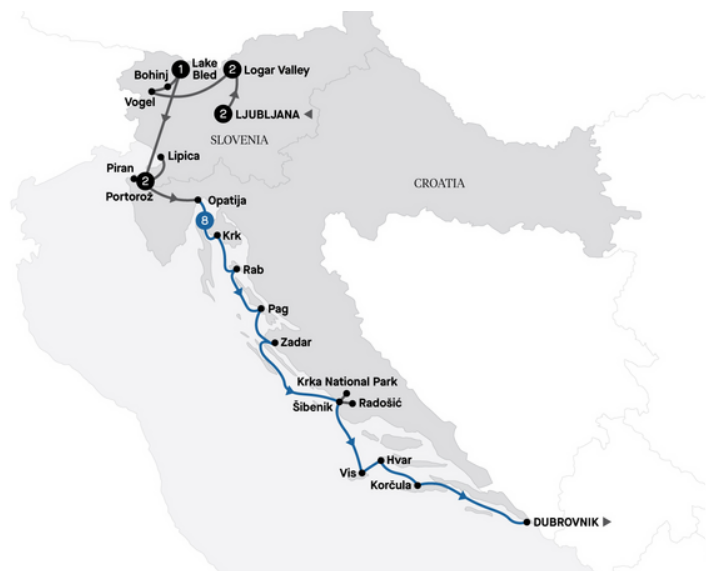 Lake
Bled
1
Bohinj
2
Logar Valley
Vogel
2
LJUBLJANA
SLOVENIA
Lipica
Piran
2
Portorož
CROATIA
Opatija
8
Krk
Rab
Pag
Zadar
Krka National Park
Šibenik
Radošić
Hvar
Vis
Korčula
DUBROVNIK